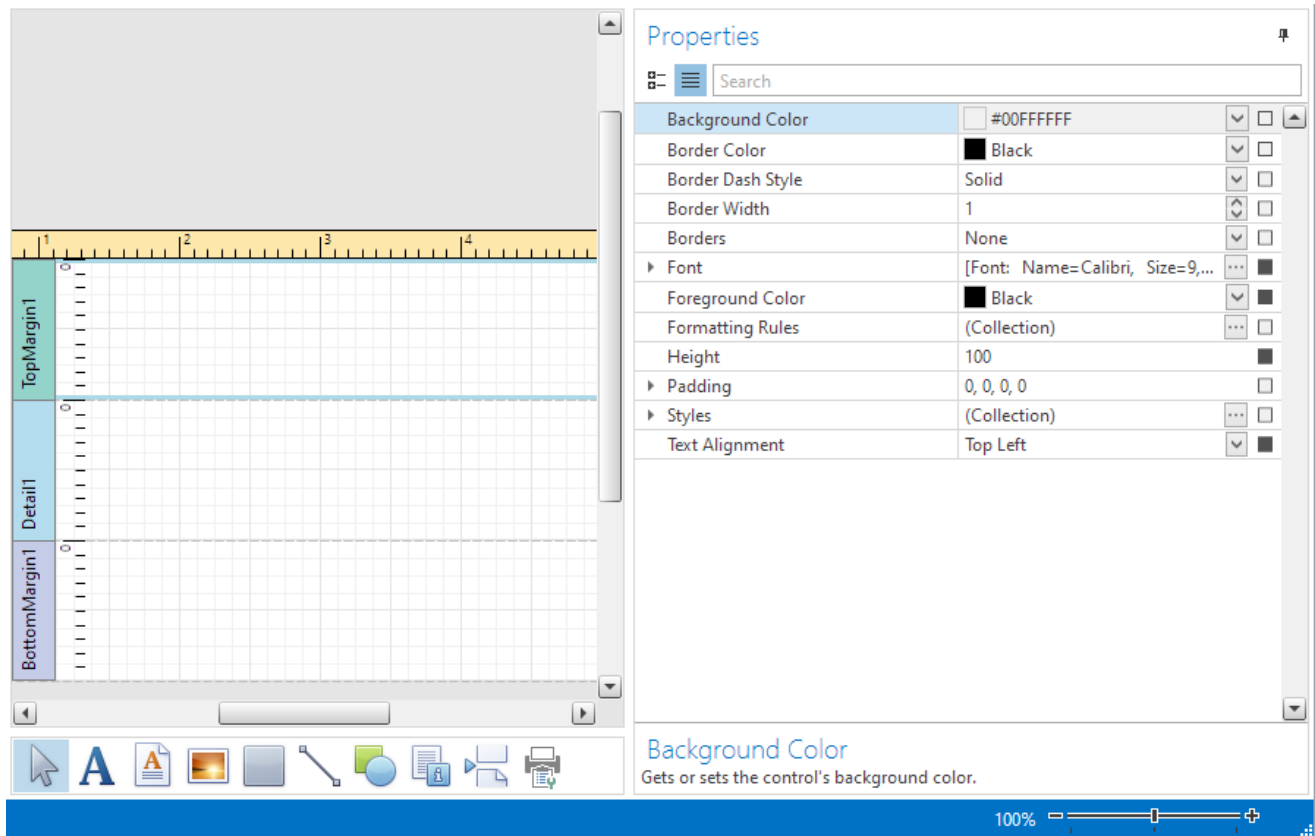 Properties
Search
Background Color #00FFFFFF
Border Color Black
Border Dash Style Solid
Border Width 1
Borders None
Font [Font: Name=Calibri, Size=9,...
Foreground Color Black
Formatting Rules (Collection)
Height 100
Padding 0, 0, 0, 0
Styles (Collection)
Text Alignment Top Left
1 2 3 4
0
TopMargin1
0
Detail1
0
BottomMargin1
A
A
i
Background Color
Gets or sets the control's background color.
100%